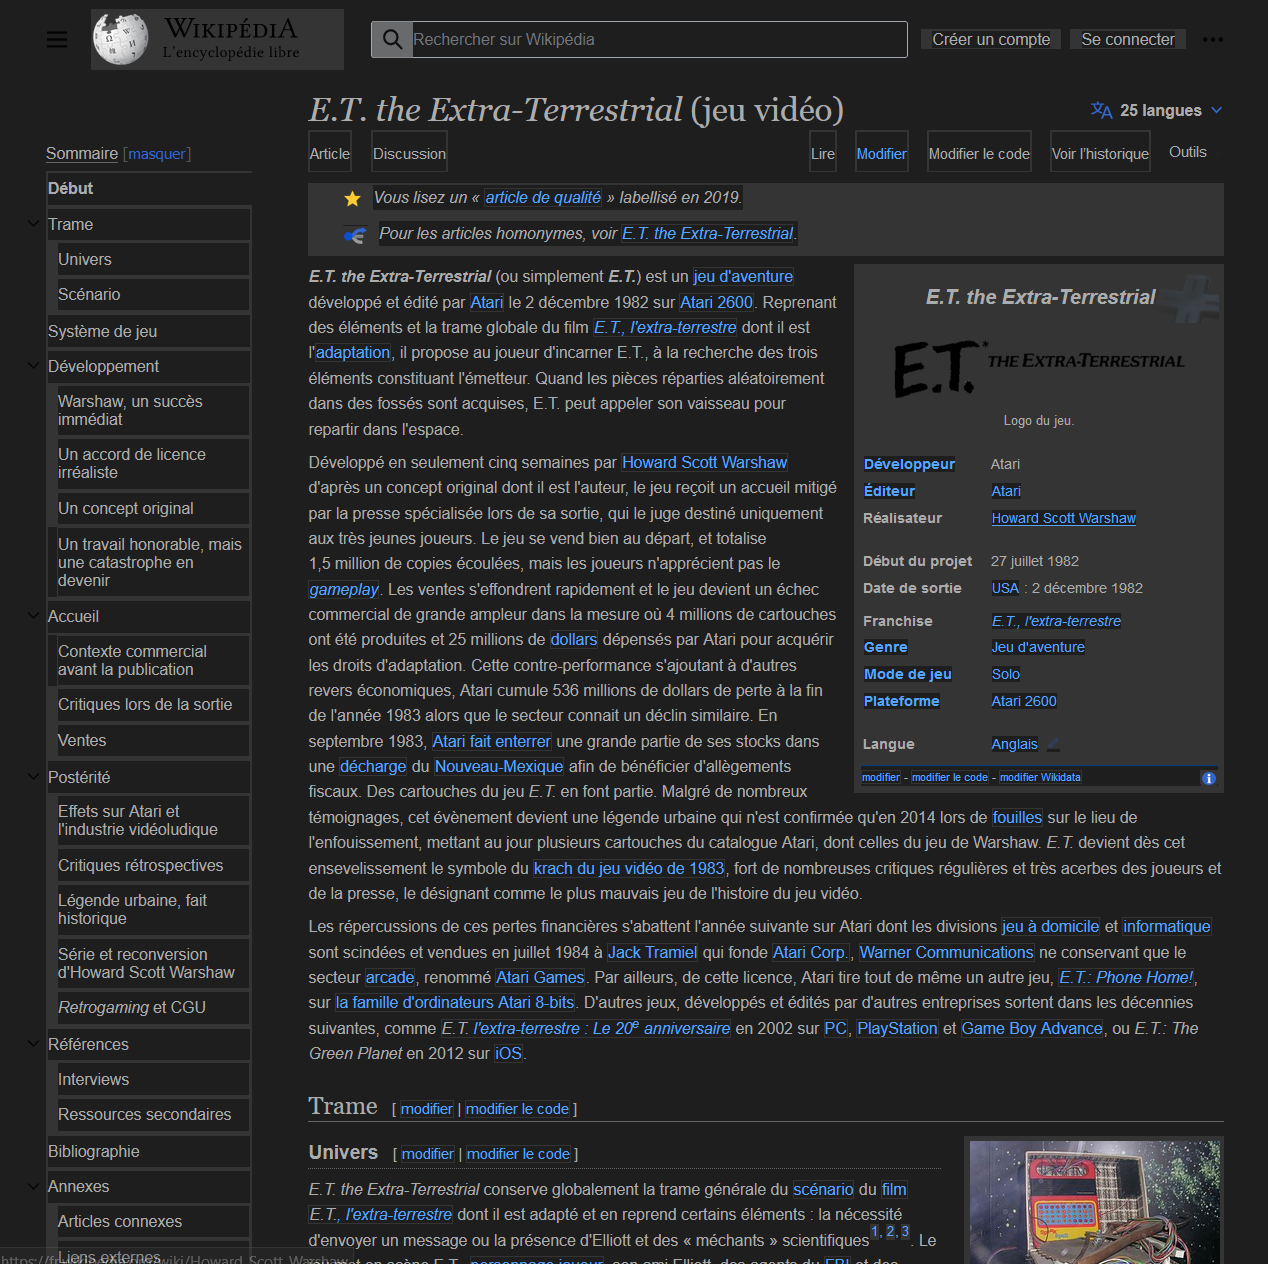 WIKIPÉDIA
L'encyclopédie libre
Rechercher sur Wikipédia
Créer un compte
Se connecter
E.T. the Extra-Terrestrial (jeu vidéo)
25 langues
Article
Discussion
Lire
Modifier
Modifier le code
Voir l'historique
Outils
Sommaire [masquer]
Début
Trame
Univers
Scénario
Système de jeu
Développement
Warshaw, un succès
immédiat
Un accord de licence
irréaliste
Un concept original
Un travail honorable, mais
une catastrophe en
devenir
Accueil
Contexte commercial
avant la publication
Critiques lors de la sortie
Ventes
Postérité
Effets sur Atari et
l'industrie vidéoludique
Critiques rétrospectives
Légende urbaine, fait
historique
Série et reconversion
d'Howard Scott Warshaw
Retrogaming et CGU
Références
Interviews
Ressources secondaires
Bibliographie
Annexes
Articles connexes
Liens externes
Vous lisez un « article de qualité » labellisé en 2019.
Pour les articles homonymes, voir E.T. the Extra-Terrestrial.
E.T. the Extra-Terrestrial (ou simplement E.T.) est un jeu d'aventure
développé et édité par Atari le 2 décembre 1982 sur Atari 2600. Reprenant
des éléments et la trame globale du film E.T., l'extra-terrestre dont il est
l'adaptation, il propose au joueur d'incarner E.T., à la recherche des trois
éléments constituant l'émetteur. Quand les pièces réparties aléatoirement
dans des fossés sont acquises, E.T. peut appeler son vaisseau pour
repartir dans l'espace.
Développé en seulement cinq semaines par Howard Scott Warshaw
d'après un concept original dont il est l'auteur, le jeu reçoit un accueil mitigé
par la presse spécialisée lors de sa sortie, qui le juge destiné uniquement
aux très jeunes joueurs. Le jeu se vend bien au départ, et totalise
1,5 million de copies écoulées, mais les joueurs n'apprécient pas le
gameplay. Les ventes s'effondrent rapidement et le jeu devient un échec
commercial de grande ampleur dans la mesure où 4 millions de cartouches
ont été produites et 25 millions de dollars dépensés par Atari pour acquérir
les droits d'adaptation. Cette contre-performance s'ajoutant à d'autres
revers économiques, Atari cumule 536 millions de dollars de perte à la fin
de l'année 1983 alors que le secteur connait un déclin similaire. En
septembre 1983, Atari fait enterrer une grande partie de ses stocks dans
une décharge du Nouveau-Mexique afin de bénéficier d'allègements
fiscaux. Des cartouches du jeu E.T. en font partie. Malgré de nombreux
témoignages, cet évènement devient une légende urbaine qui n'est confirmée qu'en 2014 lors de fouilles sur le lieu de
l'enfouissement, mettant au jour plusieurs cartouches du catalogue Atari, dont celles du jeu de Warshaw. E.T. devient dès cet
ensevelissement le symbole du krach du jeu vidéo de 1983, fort de nombreuses critiques régulières et très acerbes des joueurs et
de la presse, le désignant comme le plus mauvais jeu de l'histoire du jeu vidéo.
Les répercussions de ces pertes financières s'abattent l'année suivante sur Atari dont les divisions jeu à domicile et informatique
sont scindées et vendues en juillet 1984 à Jack Tramiel qui fonde Atari Corp., Warner Communications ne conservant que le
secteur arcade, renommé Atari Games. Par ailleurs, de cette licence, Atari tire tout de même un autre jeu, E.T.: Phone Home!,
sur la famille d'ordinateurs Atari 8-bits. D'autres jeux, développés et édités par d'autres entreprises sortent dans les décennies
suivantes, comme E.T. l'extra-terrestre : Le 20e anniversaire en 2002 sur PC, PlayStation et Game Boy Advance, ou E.T.: The
Green Planet en 2012 sur iOS.
E.T. the Extra-Terrestrial
E.T. THE EXTRA-TERRESTRIAL
Logo du jeu.
Développeur Atari
Éditeur Atari
Réalisateur Howard Scott Warshaw
Début du projet 27 juillet 1982
Date de sortie USA : 2 décembre 1982
Franchise E.T., l'extra-terrestre
Genre Jeu d'aventure
Mode de jeu Solo
Plateforme Atari 2600
Langue Anglais
modifier - modifier le code - modifier Wikidata
Trame [ modifier | modifier le code ]
Univers [ modifier | modifier le code ]
E.T. the Extra-Terrestrial conserve globalement la trame générale du scénario du film
E.T., l'extra-terrestre dont il est adapté et en reprend certains éléments : la nécessité
d'envoyer un message ou la présence d'Elliott et des « méchants » scientifiques1, 2, 3. Le